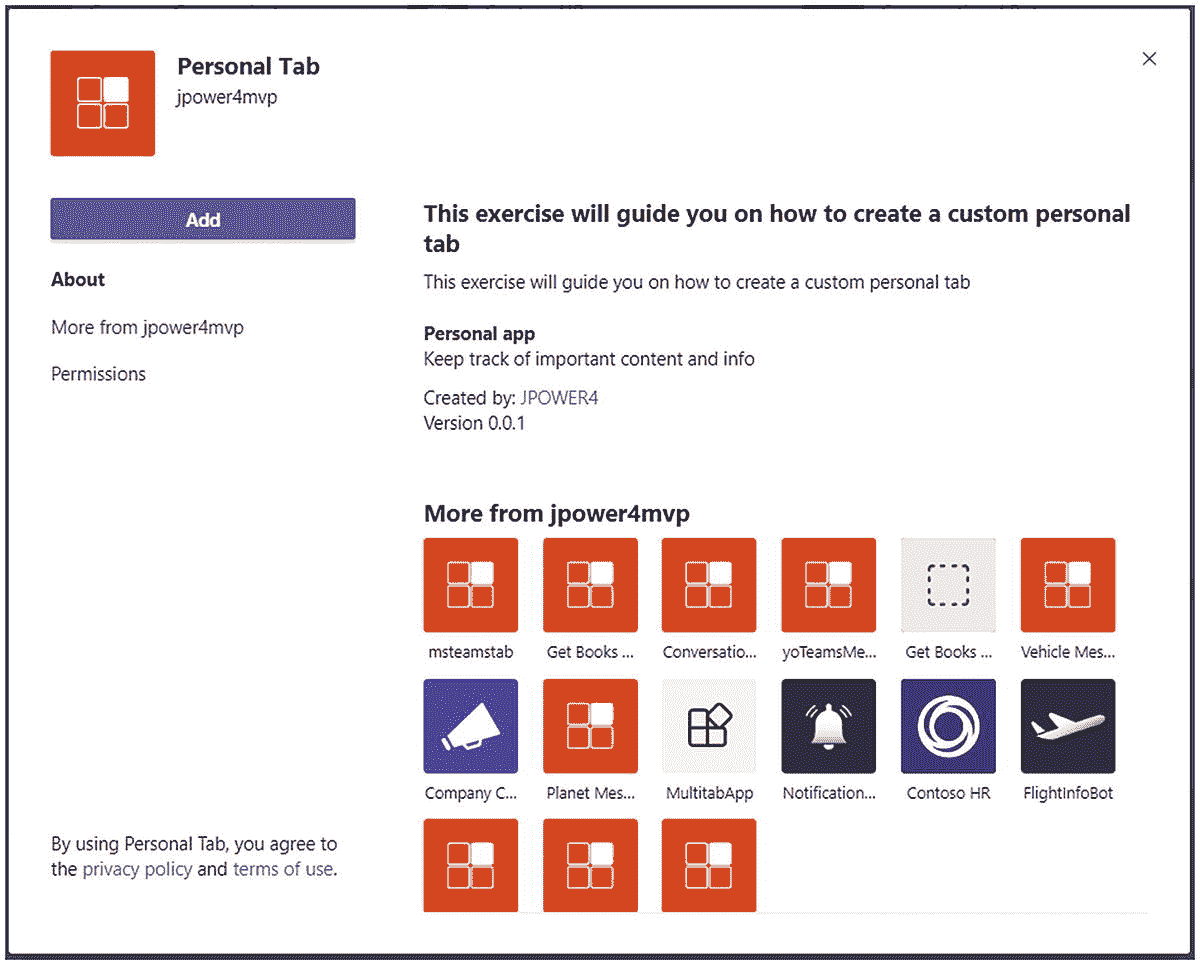 Personal Tab
jpower4mvp
Add
About
More from jpower4mvp
Permissions
This exercise will guide you on how to create a custom personal
tab
This exercise will guide you on how to create a custom personal tab
Personal app
Keep track of important content and info
Created by: JPOWER4
Version 0.0.1
More from jpower4mvp
msteamstab
Get Books ...
Conversatio...
yoTeamsMe...
Get Books ...
Vehicle Mes...
Company C...
Planet Mes...
MultitabApp
Notification...
Contoso HR
FlightInfoBot
By using Personal Tab, you agree to
the privacy policy and terms of use.